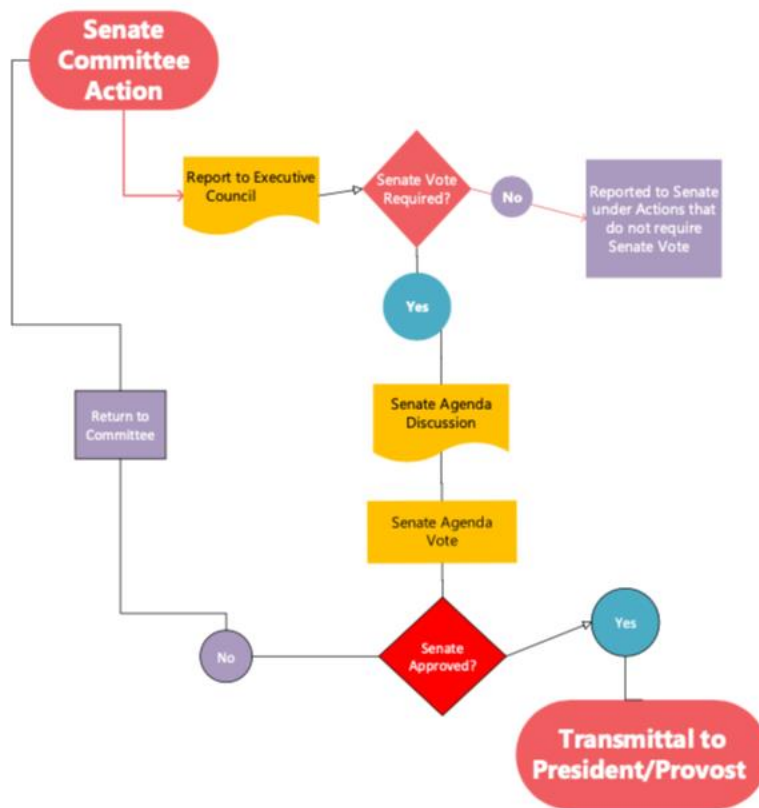 Senate
Committee
Action
Report to Executive
Council
Senate Vote
Required?
No
Reported to Senate
under Actions that
do not require
Senate Vote
Yes
Senate Agenda
Discussion
Return to
Committee
Senate Agenda
Vote
Senate
Approved?
No
Yes
Transmittal to
President/Provost